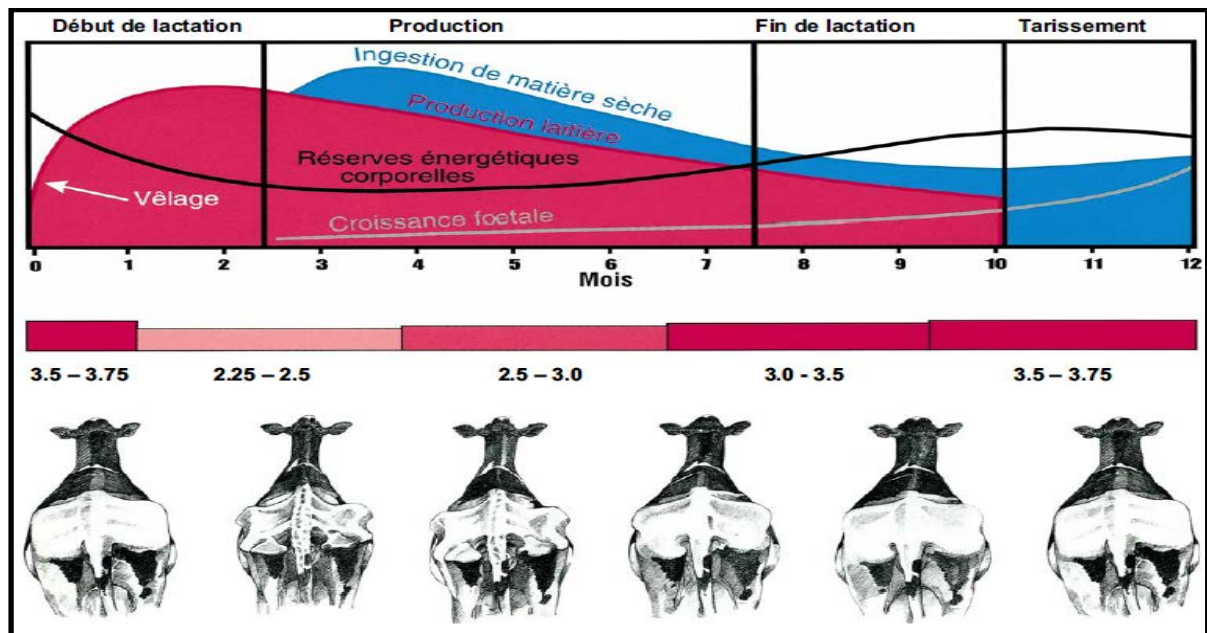 Début de lactation
Production
Fin de lactation
Tarissement
Ingestion de matière sèche
Production laitière
Réserves énergétiques
corporelles
Vêlage
Croissance foetale
0 1 2 3 4 5 6 7 8 9 10 11 12
Mois
3.5 – 3.75
2.25 – 2.5
2.5 – 3.0
3.0 - 3.5
3.5 – 3.75